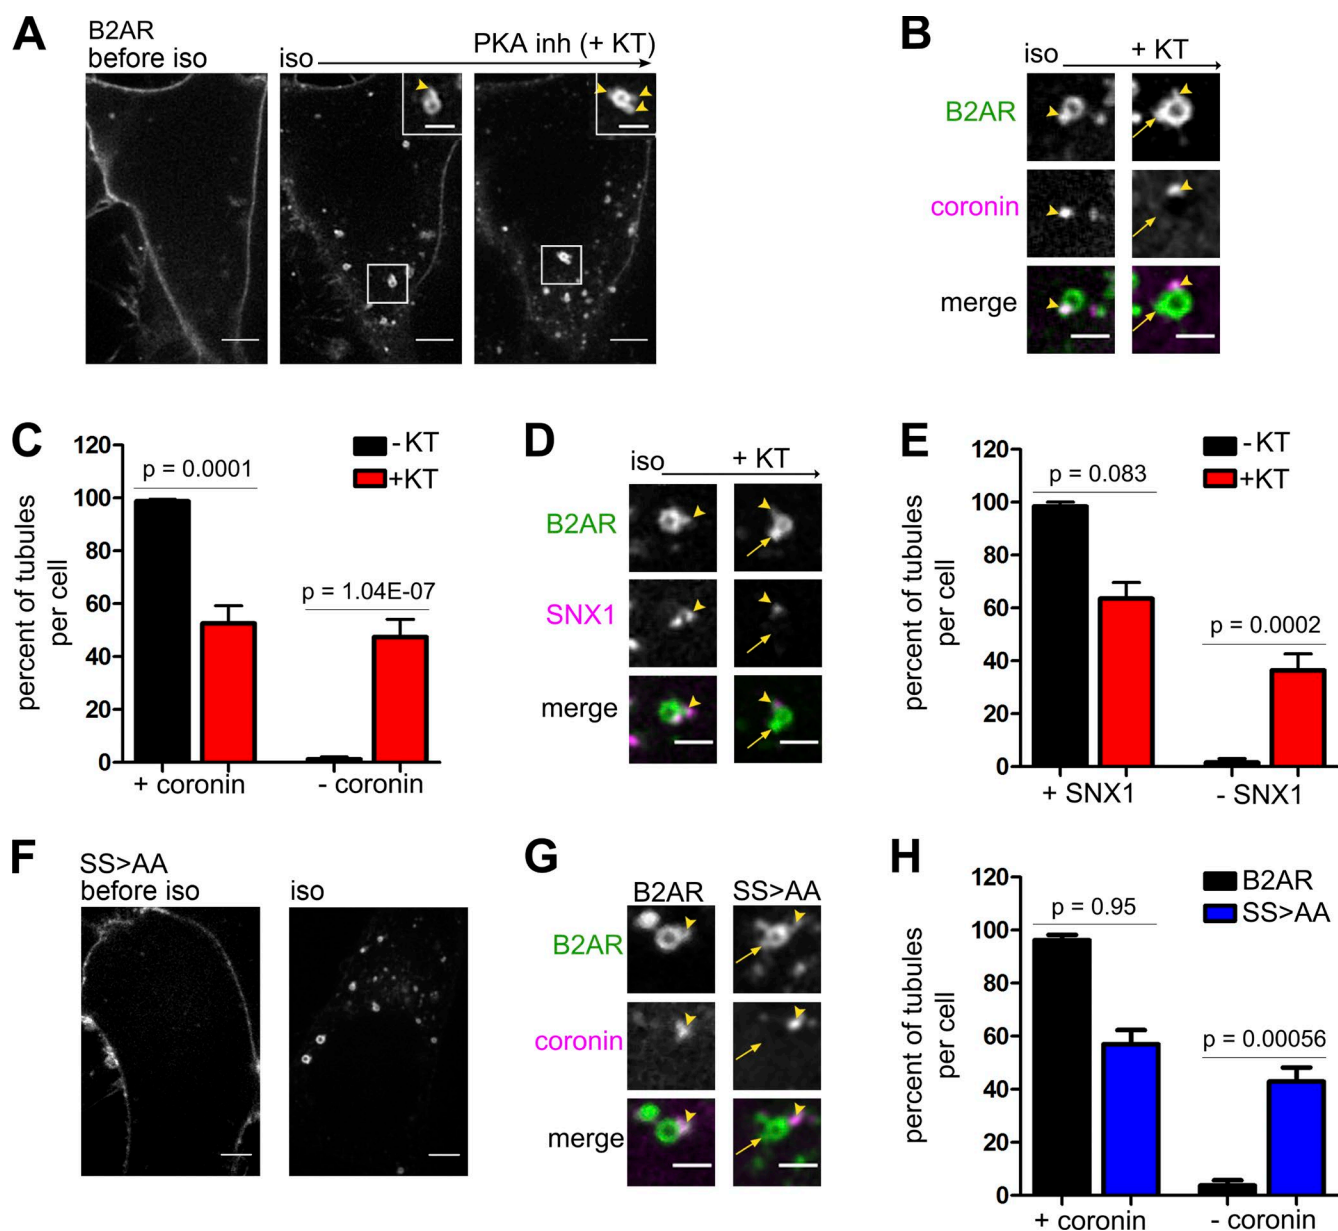 A
B2AR
before iso
iso
PKA inh (+ KT)
B
iso
+ KT
B2AR
coronin
merge
C
percent of tubules
per cell
120
100
80
60
40
20
0
- KT
+KT
p = 0.0001
p = 1.04E-07
+ coronin
- coronin
D
iso
+ KT
B2AR
SNX1
merge
E
percent of tubules
per cell
120
100
80
60
40
20
0
- KT
+KT
p = 0.083
p = 0.0002
+ SNX1
- SNX1
F
SS>AA
before iso
iso
G
B2AR
SS>AA
B2AR
coronin
merge
H
percent of tubules
per cell
120
100
80
60
40
20
0
B2AR
SS>AA
p = 0.95
p = 0.00056
+ coronin
- coronin